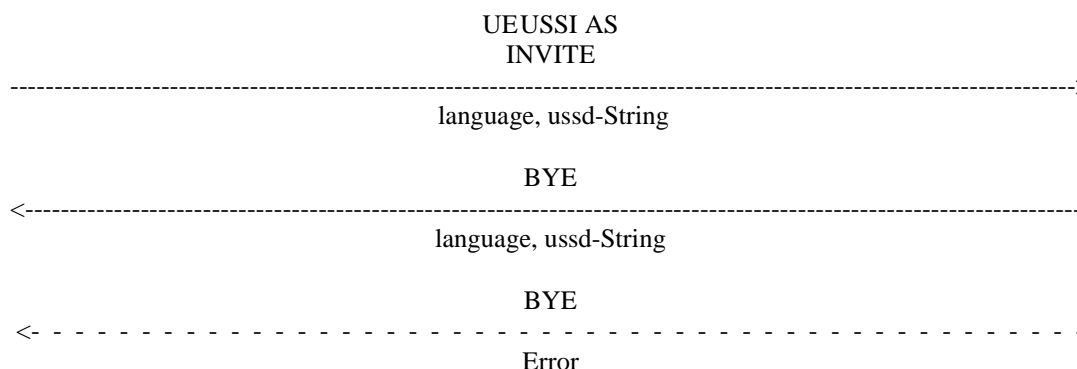 UEUSSI AS
INVITE
language, ussd-String
BYE
language, ussd-String
BYE
Error